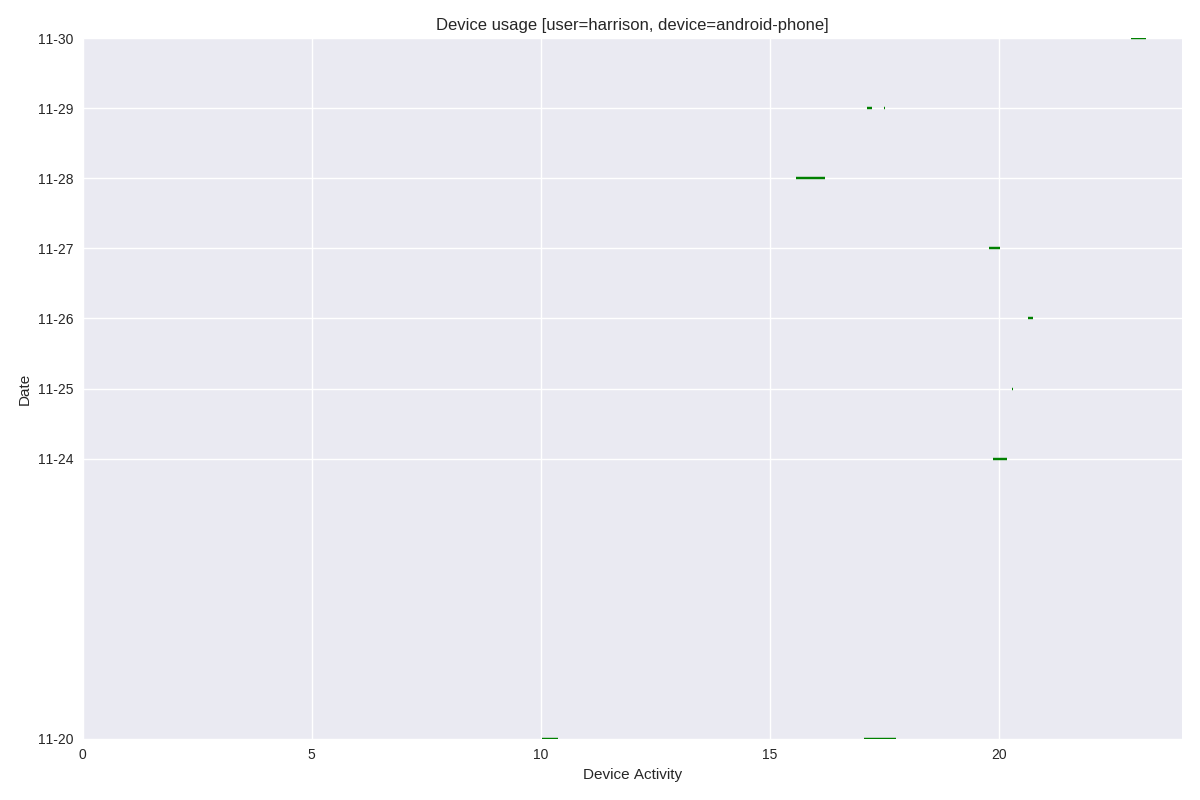 Device usage [user=harrison, device=android-phone]
11-30
11-29
11-28
11-27
11-26
11-25
11-24
11-20
Date
0 5 10 15 20
Device Activity